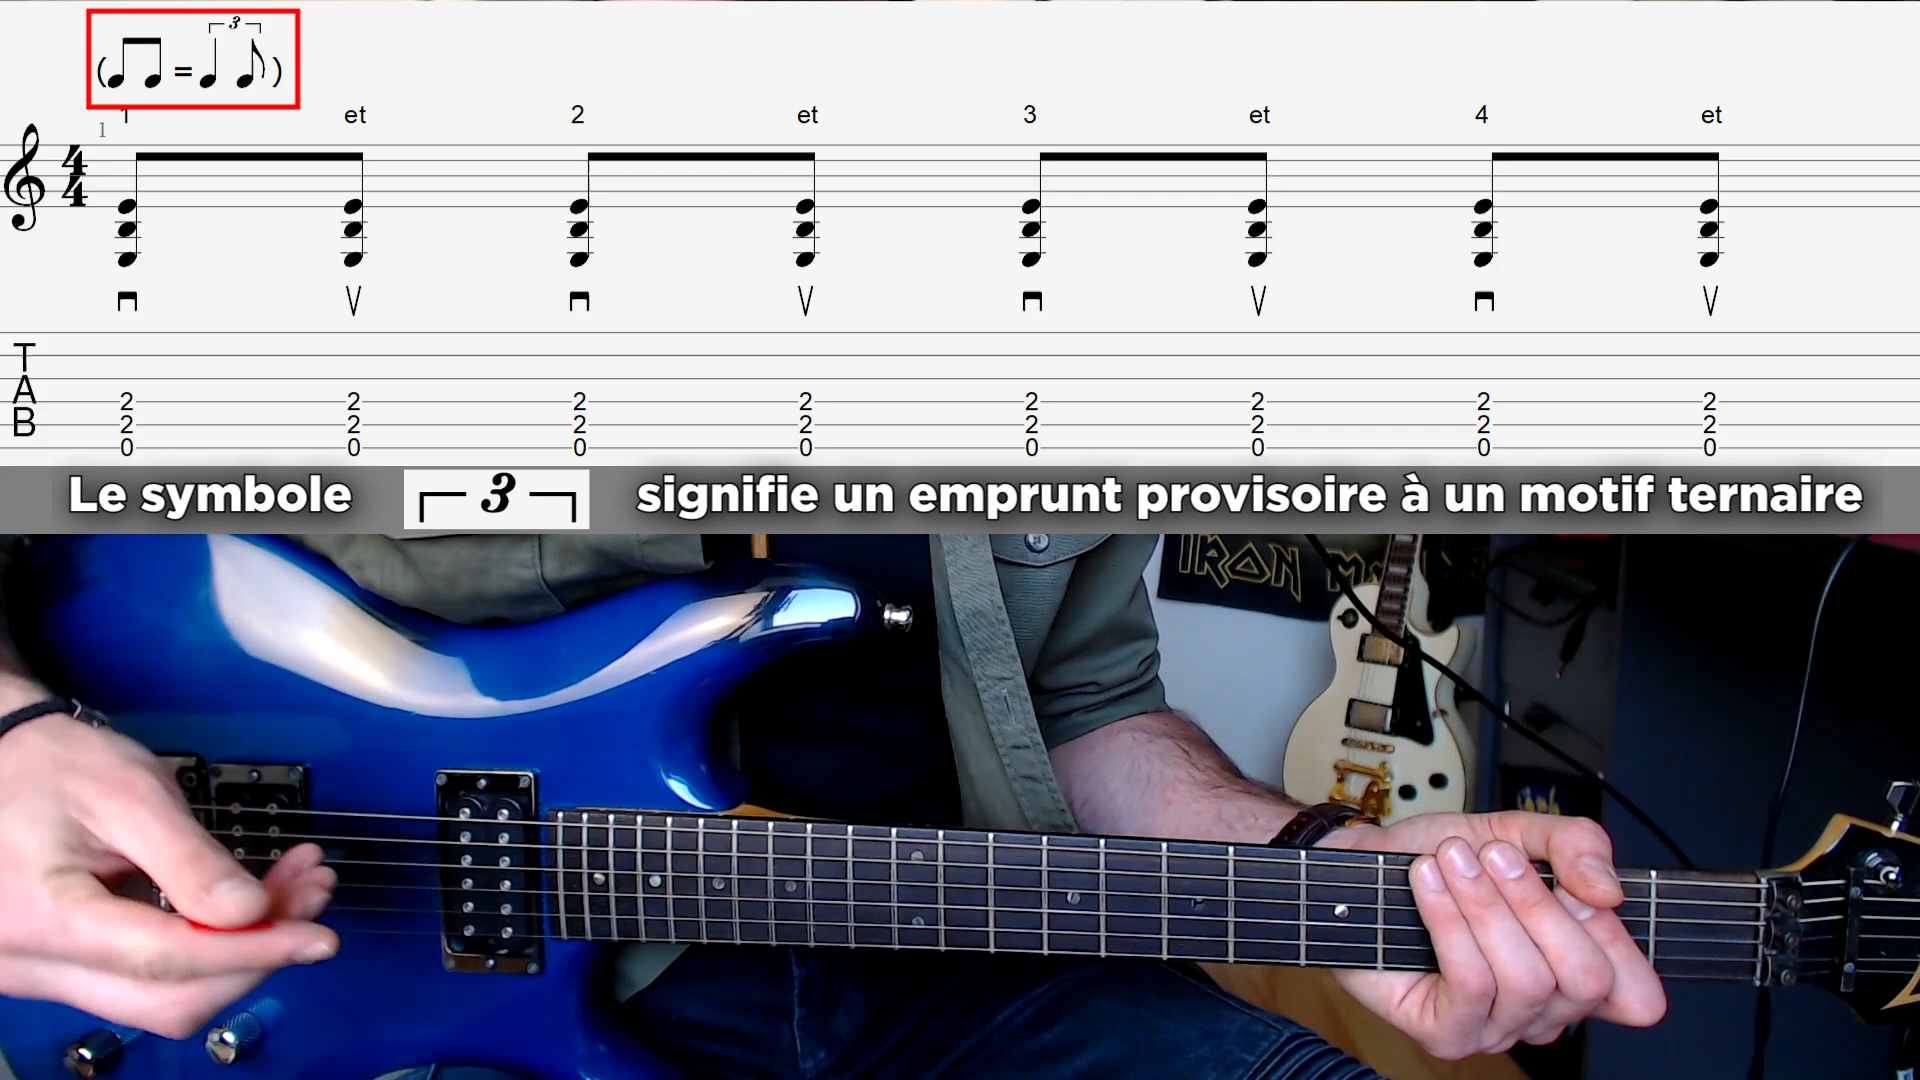 3
( = )
1 et 2 et 3 et 4 et
1
4
4
T
A
B
2 2 2 2 2 2 2 2
2 2 2 2 2 2 2 2
0 0 0 0 0 0 0 0
Le symbole 3 signifie un emprunt provisoire à un motif ternaire
IRON